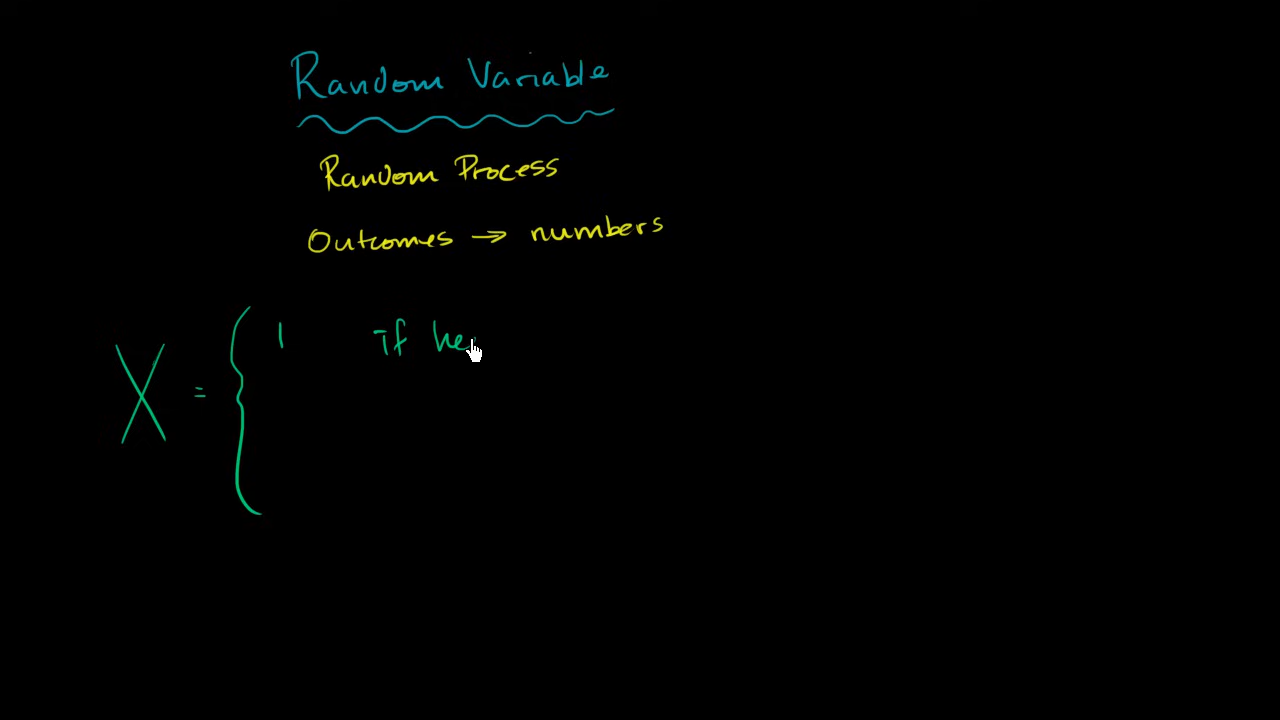 Random Variable
Random Process
Outcomes → numbers
X = { 1 if he